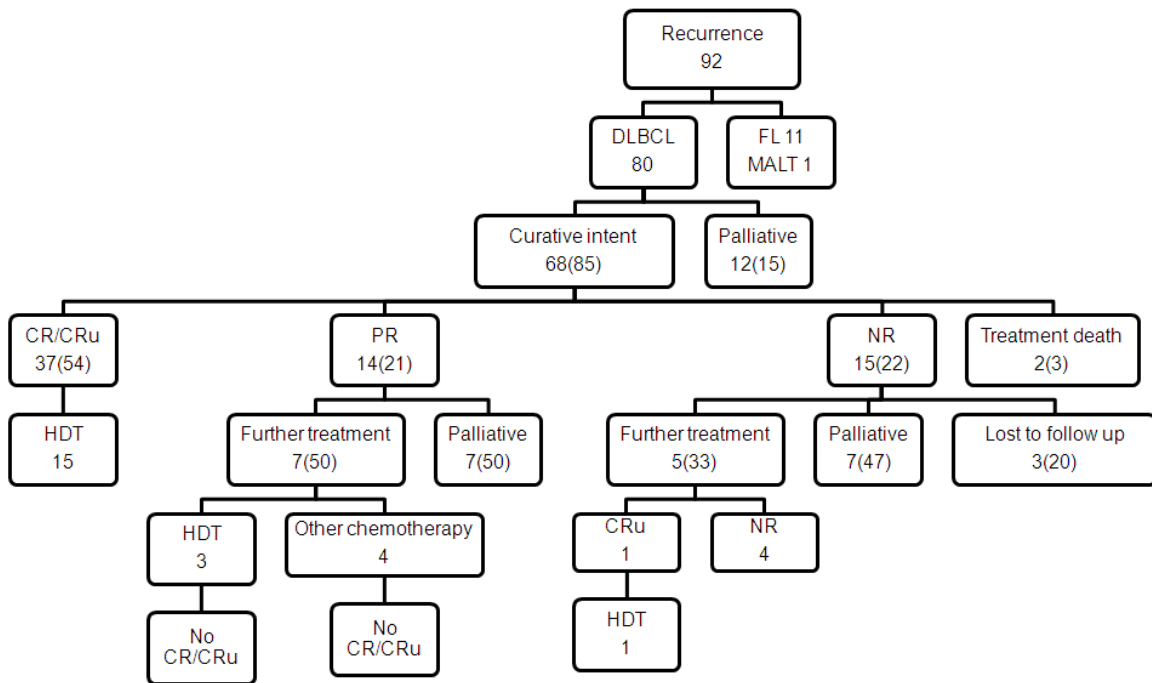 Recurrence
92
DLBCL
80
FL 11
MALT 1
Curative intent
68(85)
Palliative
12(15)
CR/CRu
37(54)
PR
14(21)
NR
15(22)
Treatment death
2(3)
HDT
15
Further treatment
7(50)
Palliative
7(50)
Further treatment
5(33)
Palliative
7(47)
Lost to follow up
3(20)
HDT
3
Other chemotherapy
4
CRu
1
NR
4
No
CR/CRu
No
CR/CRu
HDT
1